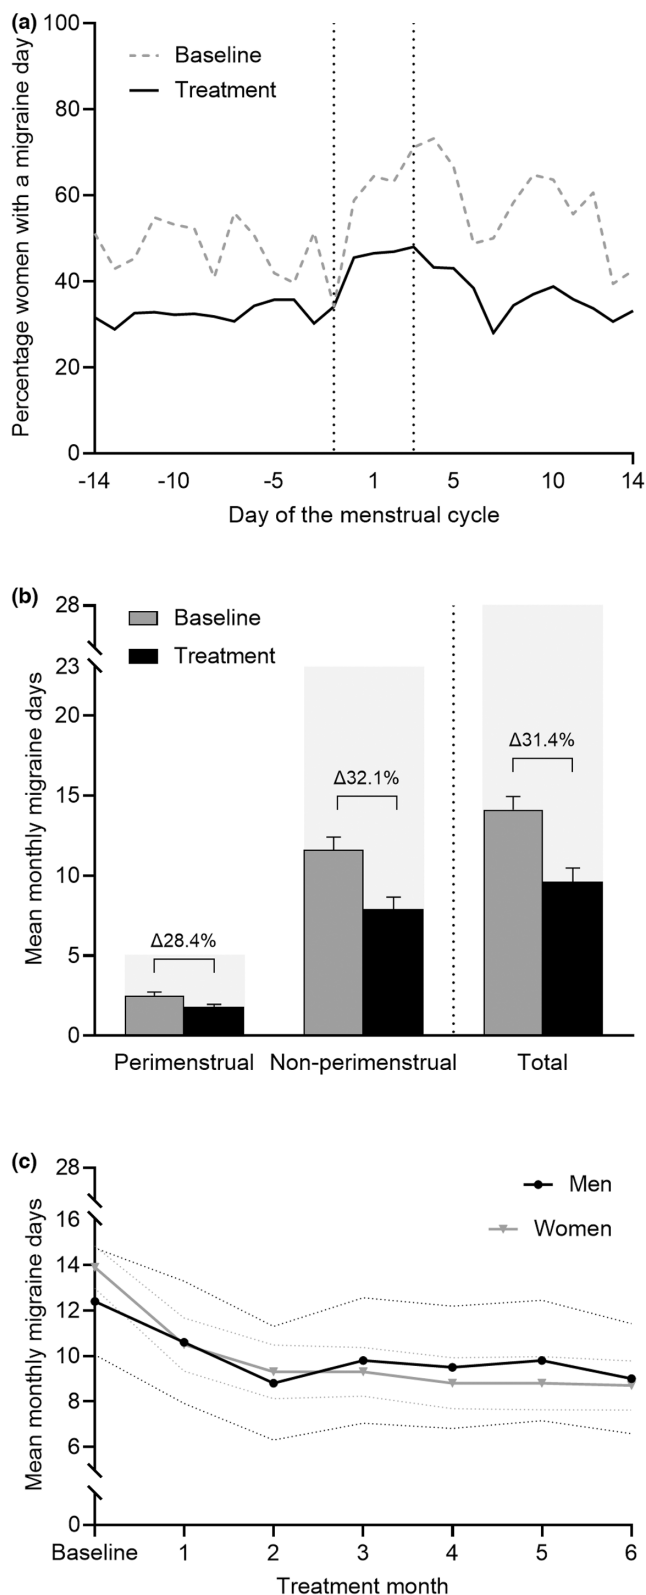 (a)
Percentage women with a migraine day
100
80
60
40
20
0
Baseline
Treatment
-14 -10 -5 1 5 10 14
Day of the menstrual cycle
(b)
Mean monthly migraine days
28
23
20
15
10
5
0
Baseline
Treatment
Δ28.4%
Δ32.1%
Δ31.4%
Perimenstrual Non-perimenstrual Total
(c)
Mean monthly migraine days
28
16
14
12
10
8
6
0
Men
Women
Baseline 1 2 3 4 5 6
Treatment month